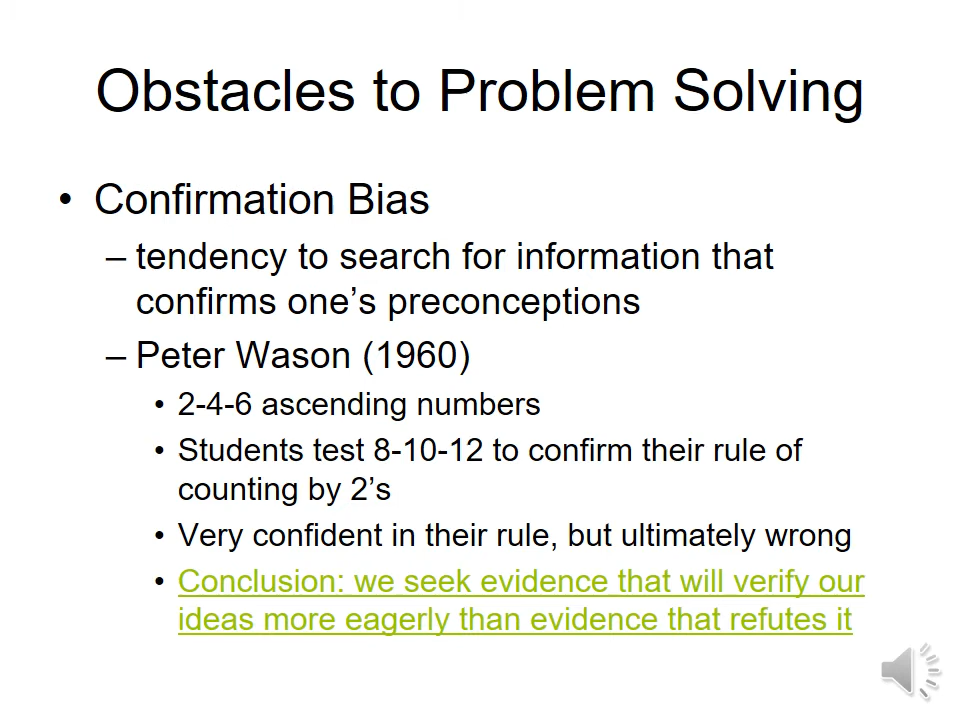 Obstacles to Problem Solving
• Confirmation Bias
– tendency to search for information that
confirms one’s preconceptions
– Peter Wason (1960)
• 2-4-6 ascending numbers
• Students test 8-10-12 to confirm their rule of
counting by 2’s
• Very confident in their rule, but ultimately wrong
• Conclusion: we seek evidence that will verify our
ideas more eagerly than evidence that refutes it